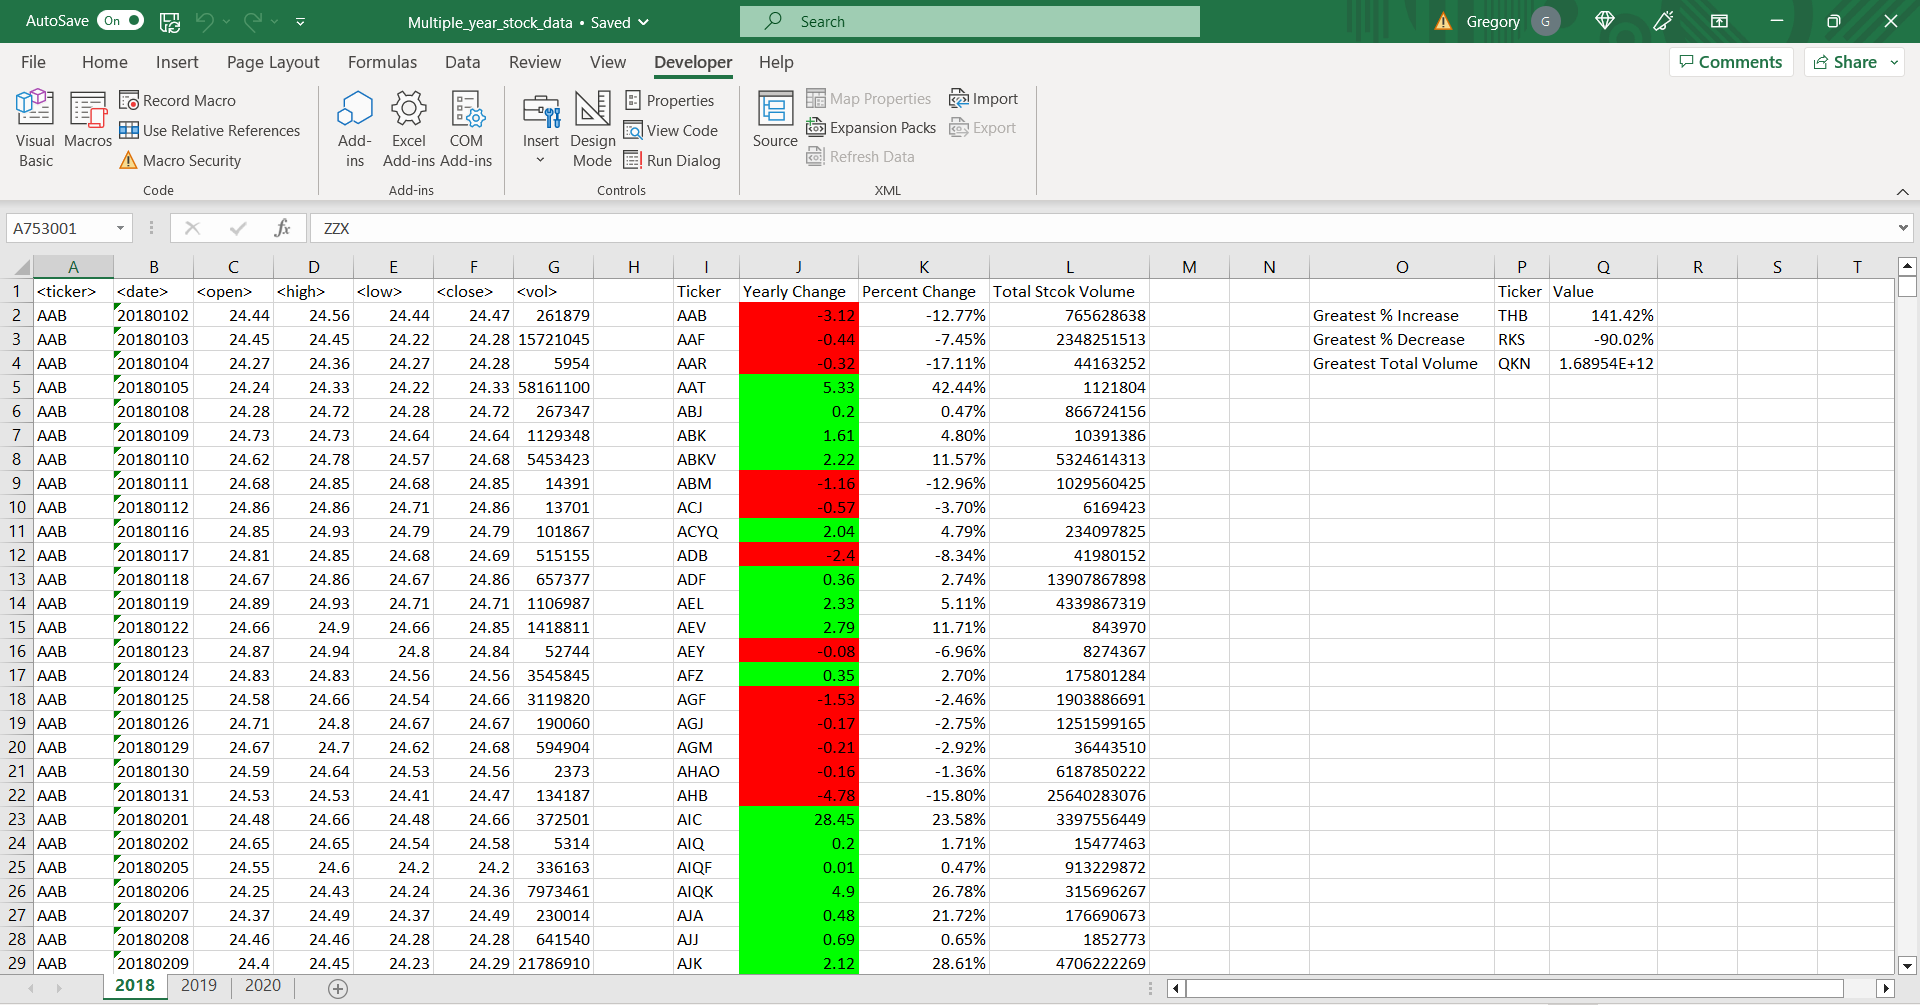 AutoSave On Multiple_year_stock_data • Saved Search Gregory G
File Home Insert Page Layout Formulas Data Review View Developer Help Comments Share
Visual Basic
Macros
Record Macro
Use Relative References
Macro Security
Code
Add-ins
Excel Add-ins
COM Add-ins
Add-ins
Insert
Design Mode
Properties
View Code
Run Dialog
Controls
Source
Map Properties
Expansion Packs
Refresh Data
Import
Export
XML
A753001 fx ZZX
A B C D E F G H I J K L M N O P Q R S T
1 <ticker> <date> <open> <high> <low> <close> <vol> Ticker Yearly Change Percent Change Total Stcok Volume Ticker Value
2 AAB 20180102 24.44 24.56 24.44 24.47 261879 AAB -3.12 -12.77% 765628638 Greatest % Increase THB 141.42%
3 AAB 20180103 24.45 24.45 24.22 24.28 15721045 AAF -0.44 -7.45% 2348251513 Greatest % Decrease RKS -90.02%
4 AAB 20180104 24.27 24.36 24.27 24.28 5954 AAR -0.32 -17.11% 44163252 Greatest Total Volume QKN 1.68954E+12
5 AAB 20180105 24.24 24.33 24.22 24.33 58161100 AAT 5.33 42.44% 1121804
6 AAB 20180108 24.28 24.72 24.28 24.72 267347 ABJ 0.2 0.47% 866724156
7 AAB 20180109 24.73 24.73 24.64 24.64 1129348 ABK 1.61 4.80% 10391386
8 AAB 20180110 24.62 24.78 24.57 24.68 5453423 ABKV 2.22 11.57% 5324614313
9 AAB 20180111 24.68 24.85 24.68 24.85 14391 ABM -1.16 -12.96% 1029560425
10 AAB 20180112 24.86 24.86 24.71 24.86 13701 ACJ -0.57 -3.70% 6169423
11 AAB 20180116 24.85 24.93 24.79 24.79 101867 ACYQ 2.04 4.79% 234097825
12 AAB 20180117 24.81 24.85 24.68 24.69 515155 ADB -2.4 -8.34% 41980152
13 AAB 20180118 24.67 24.86 24.67 24.86 657377 ADF 0.36 2.74% 13907867898
14 AAB 20180119 24.89 24.93 24.71 24.71 1106987 AEL 2.33 5.11% 4339867319
15 AAB 20180122 24.66 24.9 24.66 24.85 1418811 AEV 2.79 11.71% 843970
16 AAB 20180123 24.87 24.94 24.8 24.84 52744 AEY -0.08 -6.96% 8274367
17 AAB 20180124 24.83 24.83 24.56 24.56 3545845 AFZ 0.35 2.70% 175801284
18 AAB 20180125 24.58 24.66 24.54 24.66 3119820 AGF -1.53 -2.46% 1903886691
19 AAB 20180126 24.71 24.8 24.67 24.67 190060 AGJ -0.17 -2.75% 1251599165
20 AAB 20180129 24.67 24.7 24.62 24.68 594904 AGM -0.21 -2.92% 36443510
21 AAB 20180130 24.59 24.64 24.53 24.56 2373 AHAO -0.16 -1.36% 6187850222
22 AAB 20180131 24.53 24.53 24.41 24.47 134187 AHB -4.78 -15.80% 25640283076
23 AAB 20180201 24.48 24.66 24.48 24.66 372501 AIC 28.45 23.58% 3397556449
24 AAB 20180202 24.65 24.65 24.54 24.58 5314 AIQ 0.2 1.71% 15477463
25 AAB 20180205 24.55 24.6 24.2 24.2 336163 AIQF 0.01 0.47% 913229872
26 AAB 20180206 24.25 24.43 24.24 24.36 7973461 AIQK 4.9 26.78% 315696267
27 AAB 20180207 24.37 24.49 24.37 24.49 230014 AJA 0.48 21.72% 176690673
28 AAB 20180208 24.46 24.46 24.28 24.28 641540 AJJ 0.69 0.65% 1852773
29 AAB 20180209 24.4 24.45 24.23 24.29 21786910 AJK 2.12 28.61% 4706222269
2018 2019 2020